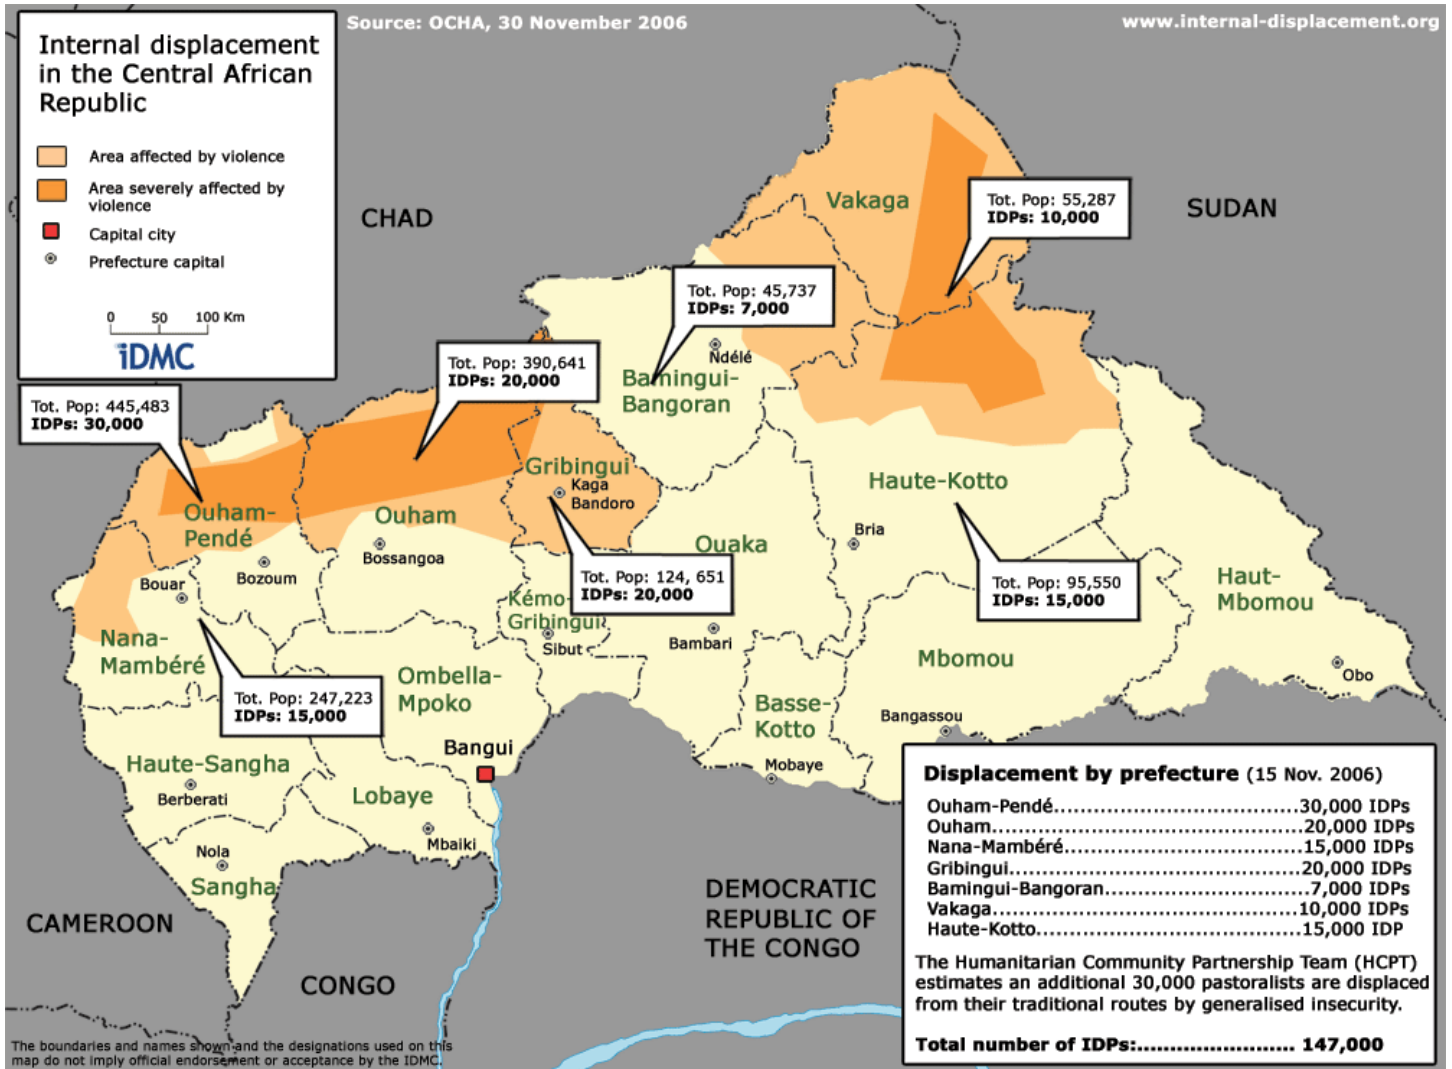 Source: OCHA, 30 November 2006
www.internal-displacement.org
Internal displacement
in the Central African
Republic
Area affected by violence
Area severely affected by
violence
Capital city
Prefecture capital
0 50 100 Km
iDMC
CHAD
SUDAN
Vakaga
Tot. Pop: 55,287
IDPs: 10,000
Tot. Pop: 45,737
IDPs: 7,000
Ndélé
Bamingui-
Bangoran
Tot. Pop: 390,641
IDPs: 20,000
Tot. Pop: 445,483
IDPs: 30,000
Gribingui
Kaga
Bandoro
Haute-Kotto
Ouham-
Pendé
Ouham
Bossangoa
Bozoum
Bouar
Ouaka
Bria
Tot. Pop: 124, 651
IDPs: 20,000
Tot. Pop: 95,550
IDPs: 15,000
Haut-
Mbomou
Kémo-
Gribingui
Sibut
Bambari
Nana-
Mambéré
Mbomou
Obo
Tot. Pop: 247,223
IDPs: 15,000
Ombella-
Mpoko
Basse-
Kotto
Bangassou
Bangui
Mobaye
Haute-Sangha
Berberati
Lobaye
Mbaiki
Nola
Sangha
CAMEROON
CONGO
DEMOCRATIC
REPUBLIC OF
THE CONGO
Displacement by prefecture (15 Nov. 2006)
Ouham-Pendé..................................30,000 IDPs
Ouham...........................................20,000 IDPs
Nana-Mambéré.................................15,000 IDPs
Gribingui.........................................20,000 IDPs
Bamingui-Bangoran.............................7,000 IDPs
Vakaga...........................................10,000 IDPs
Haute-Kotto.....................................15,000 IDP
The Humanitarian Community Partnership Team (HCPT)
estimates an additional 30,000 pastoralists are displaced
from their traditional routes by generalised insecurity.
Total number of IDPs:....................... 147,000
The boundaries and names shown and the designations used on this
map do not imply official endorsement or acceptance by the IDMC.